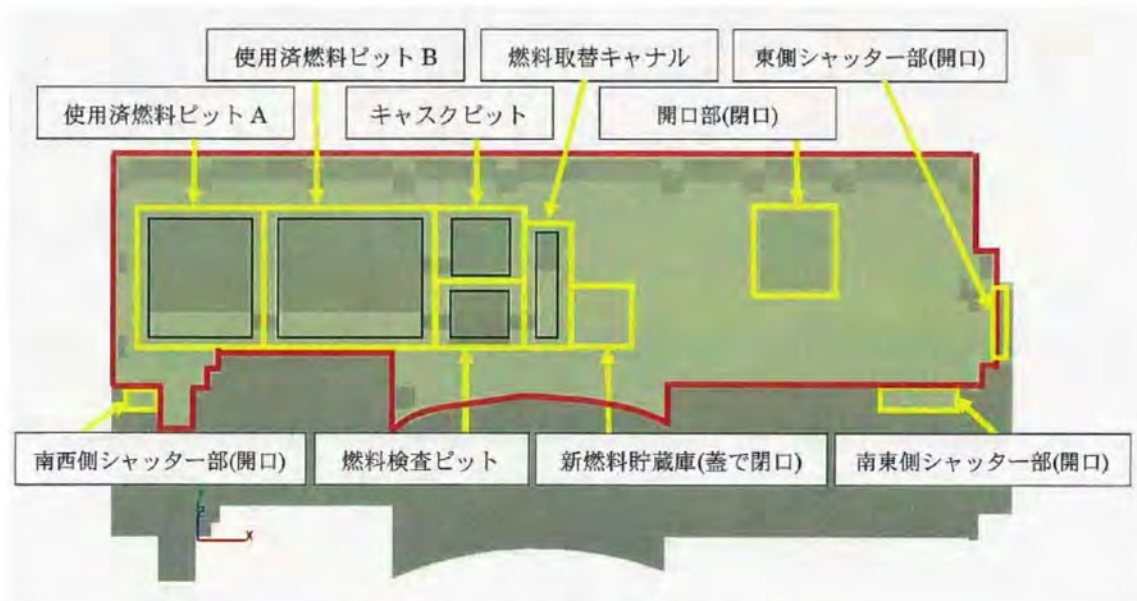 使用済燃料ピット B
燃料取替キャナル
東側シャッター部(開口)
使用済燃料ピット A
キャスクピット
開口部(閉口)
南西側シャッター部(開口)
燃料検査ピット
新燃料貯蔵庫(蓋で閉口)
南東側シャッター部(開口)
Z
X